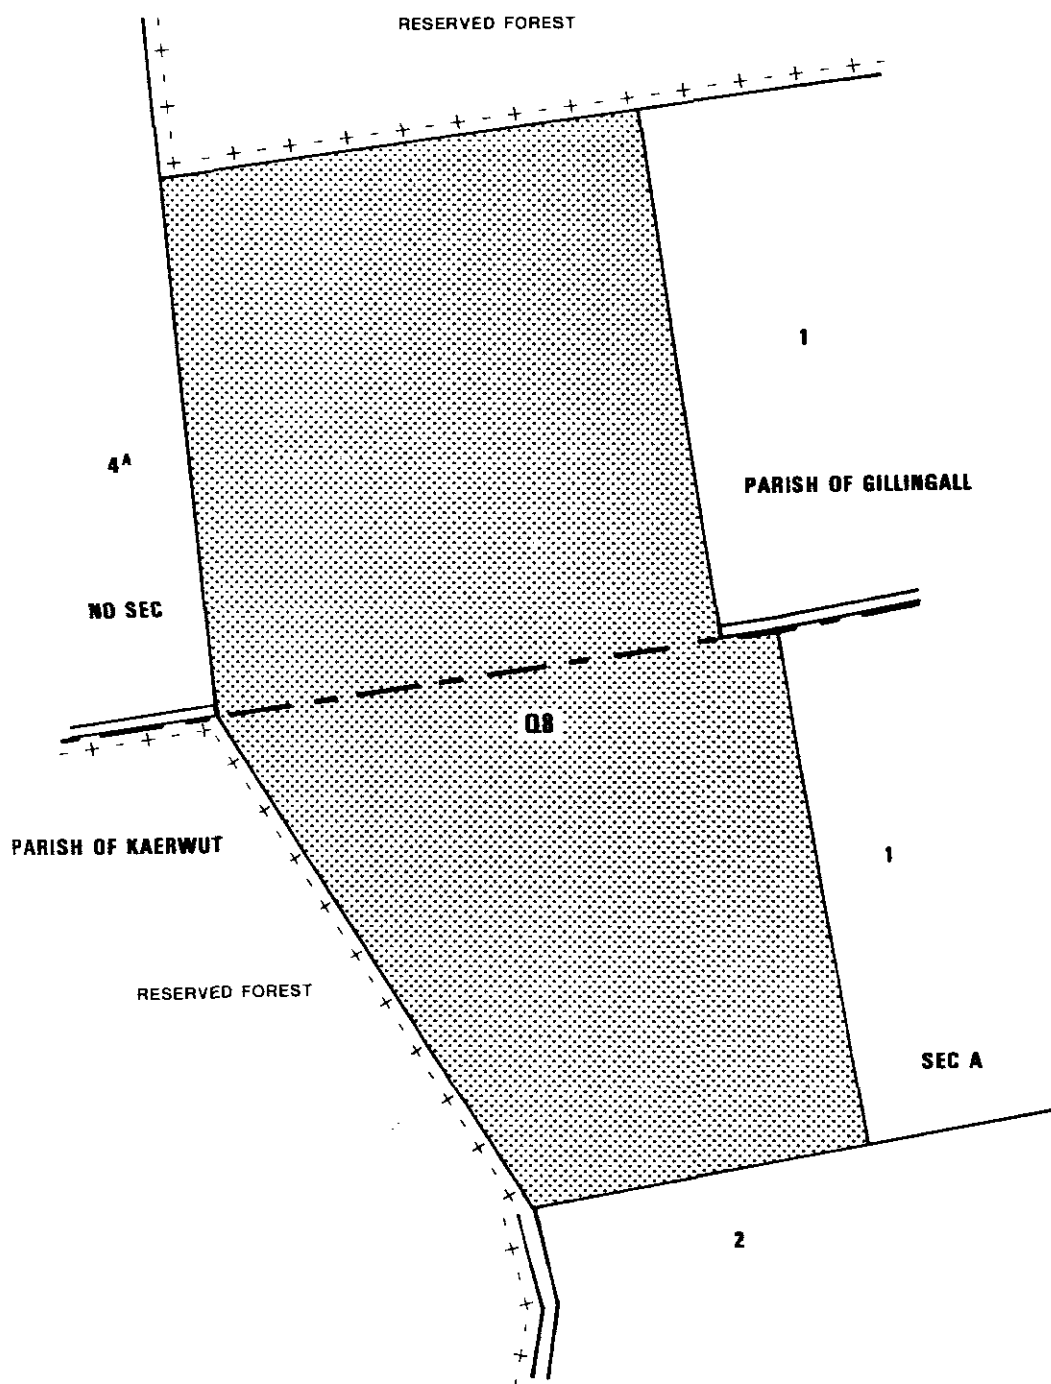 RESERVED FOREST
1
4A
PARISH OF GILLINGALL
NO SEC
Q8
PARISH OF KAERWUT
1
RESERVED FOREST
SEC A
2